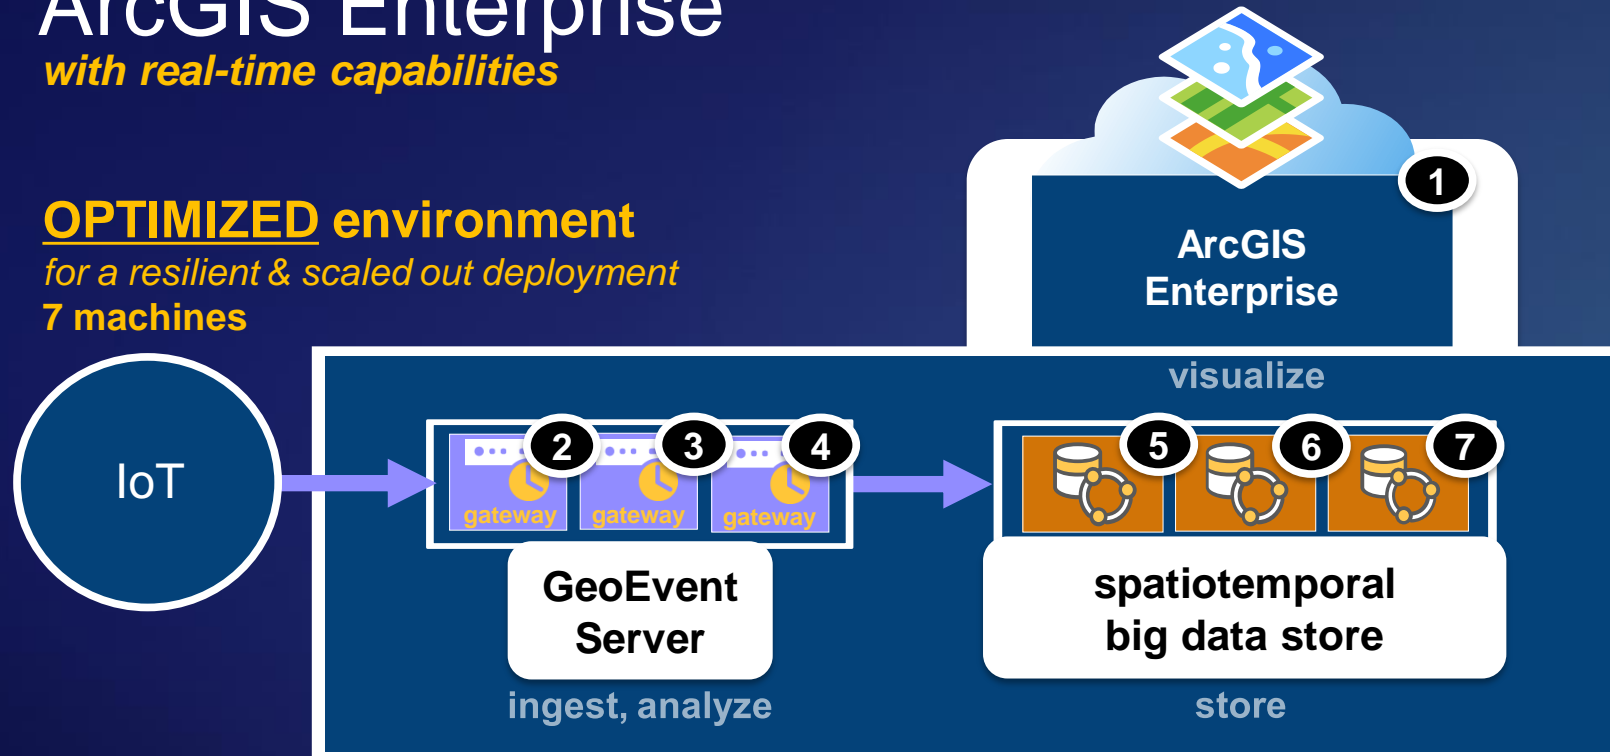 ArcGIS Enterprise
with real-time capabilities
OPTIMIZED environment
for a resilient & scaled out deployment
7 machines
1
ArcGIS
Enterprise
visualize
IoT
2
3
4
gateway
gateway
gateway
GeoEvent
Server
ingest, analyze
5
6
7
spatiotemporal
big data store
store